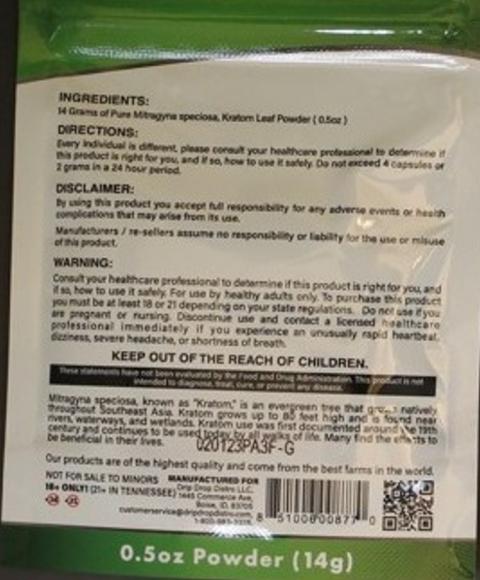 INGREDIENTS:
14 Grams of Pure Mitragyna speciosa, Kratom Leaf Powder ( 0.5oz )
DIRECTIONS:
Every individual is different, please consult your healthcare professional to determine if
this product is right for you, and if so, how to use it safely. Do not exceed 4 capsules or
2 grams in a 24 hour period.
DISCLAIMER:
By using this product you accept full responsibility for any adverse events or health
complications that may arise from its use.
Manufacturers / re-sellers assume no responsibility or liability for the use or misuse
of this product.
WARNING:
Consult your healthcare professional to determine if this product is right for you, and
if so, how to use it safely. For use by healthy adults only. To purchase this product
you must be at least 18 or 21 depending on your state regulations. Do not use if you
are pregnant or nursing. Discontinue use and contact a licensed healthcare
professional immediately if you experience an unusually rapid heartbeat,
dizziness, severe headache, or shortness of breath.
KEEP OUT OF THE REACH OF CHILDREN.
These statements have not been evaluated by the Food and Drug Administration. This product is not
intended to diagnose, treat, cure, or prevent any disease.
Mitragyna speciosa, known as "Kratom," is an evergreen tree that grows natively
throughout Southeast Asia. Kratom grows up to 80 feet high and is found near
rivers, waterways, and wetlands. Kratom use was first documented around the 19th
century and continues to be used today by all walks of life. Many find the effects to
be beneficial in their lives.
020123PA3F-G
Our products are of the highest quality and come from the best farms in the world.
NOT FOR SALE TO MINORS
18+ ONLY! (21+ IN TENNESSEE)
MANUFACTURED FOR
Drip Drop Distro LLC,
1445 Commerce Ave,
Boise, ID, 83705
customerservice@dripdropdistro.com,
8 51006 00877 0
0.5oz Powder (14g)